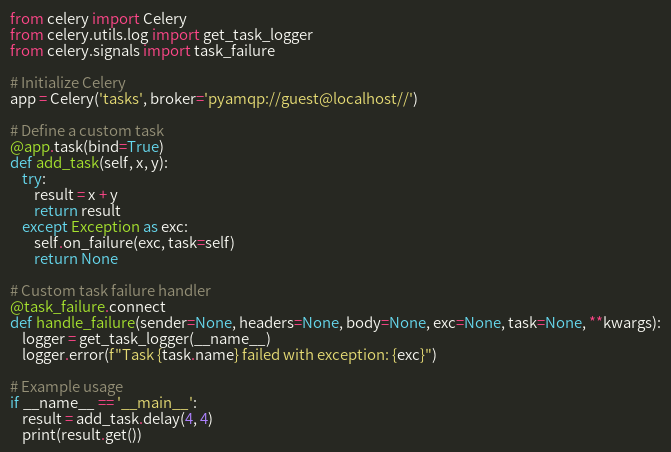 from celery import Celery
from celery.utils.log import get_task_logger
from celery.signals import task_failure

# Initialize Celery
app = Celery('tasks', broker='pyamqp://guest@localhost//')

# Define a custom task
@app.task(bind=True)
def add_task(self, x, y):
    try:
        result = x + y
        return result
    except Exception as exc:
        self.on_failure(exc, task=self)
        return None

# Custom task failure handler
@task_failure.connect
def handle_failure(sender=None, headers=None, body=None, exc=None, task=None, **kwargs):
    logger = get_task_logger(__name__)
    logger.error(f"Task {task.name} failed with exception: {exc}")

# Example usage
if __name__ == '__main__':
    result = add_task.delay(4, 4)
    print(result.get())